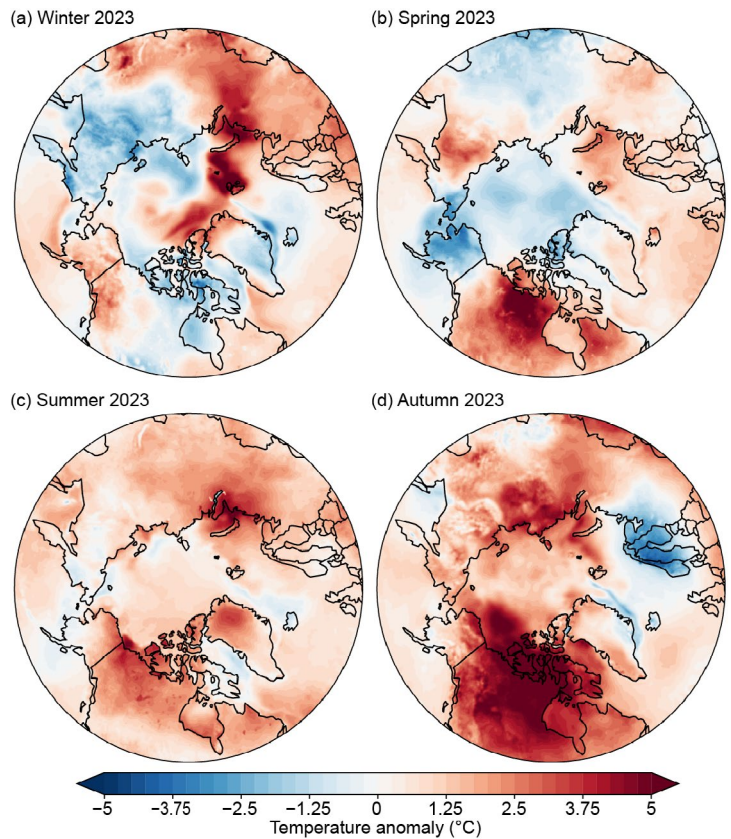 (a) Winter 2023
(b) Spring 2023
(c) Summer 2023
(d) Autumn 2023
−5 −3.75 −2.5 −1.25 0 1.25 2.5 3.75 5
Temperature anomaly (°C)